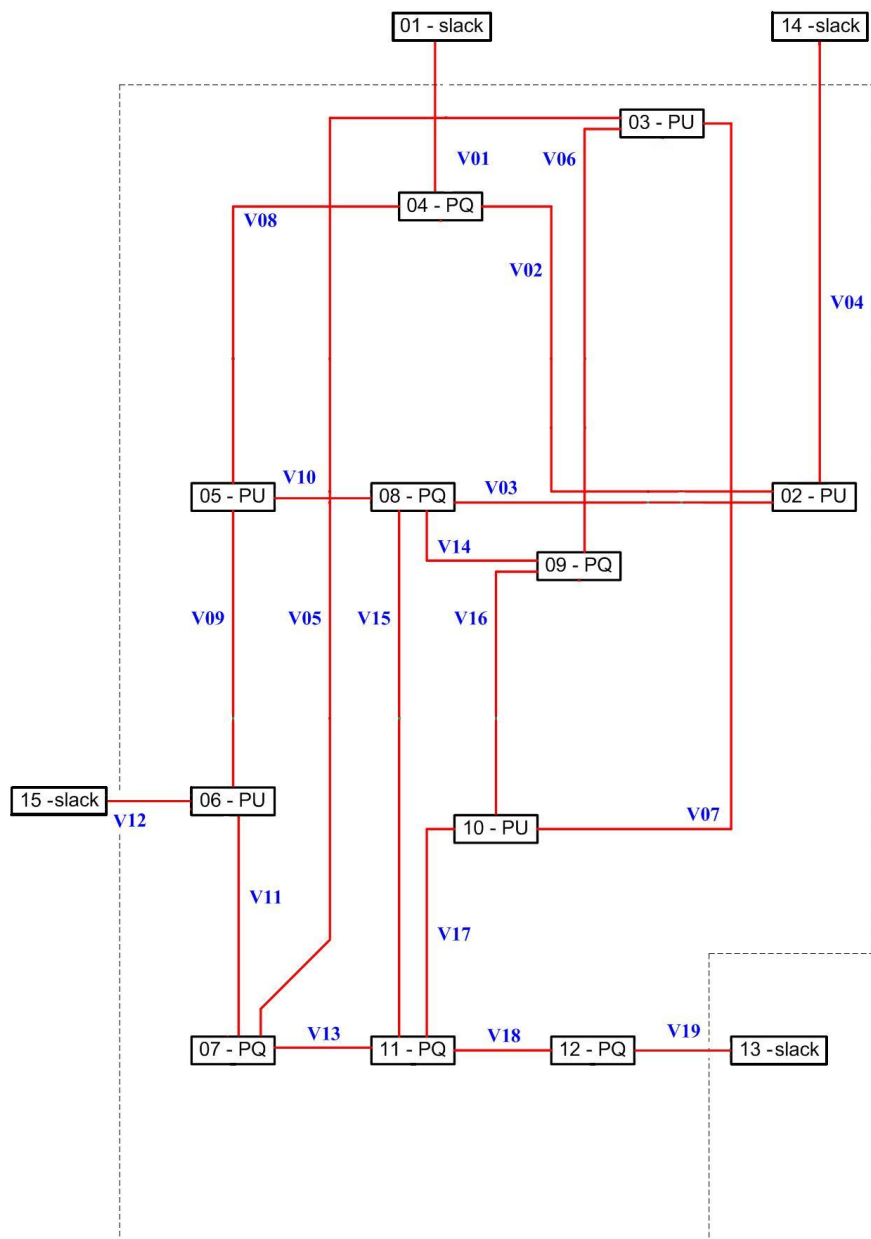 01 - slack
14 -slack
03 - PU
V01
V06
04 - PQ
V08
V02
V04
V10
V03
05 - PU
08 - PQ
02 - PU
V14
09 - PQ
V09
V05
V15
V16
15 -slack
06 - PU
V12
10 - PU
V07
V11
V17
V13
V18
V19
07 - PQ
11 - PQ
12 - PQ
13 -slack